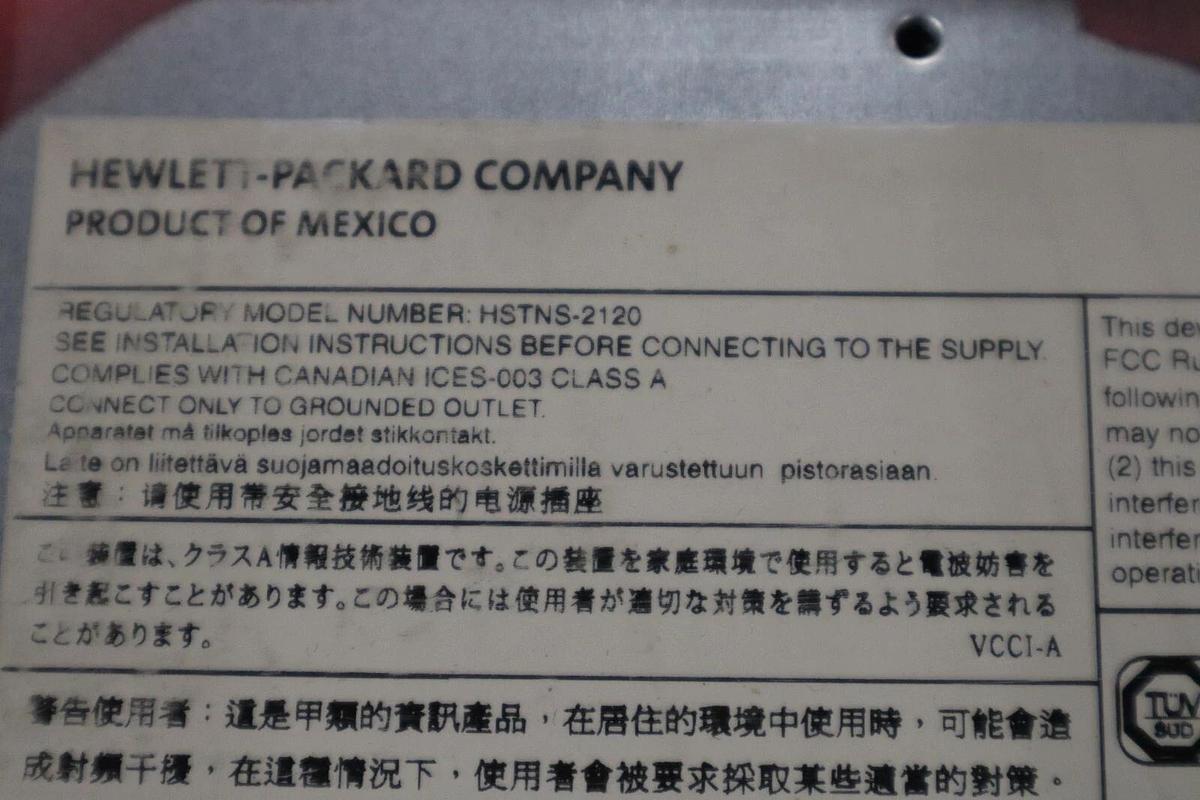 HEWLETT-PACKARD COMPANY
PRODUCT OF MEXICO
REGULATORY MODEL NUMBER: HSTNS-2120
SEE INSTALLATION INSTRUCTIONS BEFORE CONNECTING TO THE SUPPLY.
COMPLIES WITH CANADIAN ICES-003 CLASS A
CONNECT ONLY TO GROUNDED OUTLET.
Apparatet må tilkoples jordet stikkontakt.
Laite on liitettävä suojamaadoituskoskettimilla varustettuun pistorasiaan.
注意：请使用带安全接地线的电源插座
この装置は、クラスA情報技術装置です。この装置を家庭環境で使用すると電波妨害を
引き起こすことがあります。この場合には使用者が適切な対策を講ずるよう要求される
ことがあります。
VCCI-A
警告使用者：這是甲類的資訊產品，在居住的環境中使用時，可能會造
成射頻干擾，在這種情況下，使用者會被要求採取某些適當的對策。
This de
FCC Ru
followin
may no
(2) this
interfer
interfer
operati
TÜV
SÜD